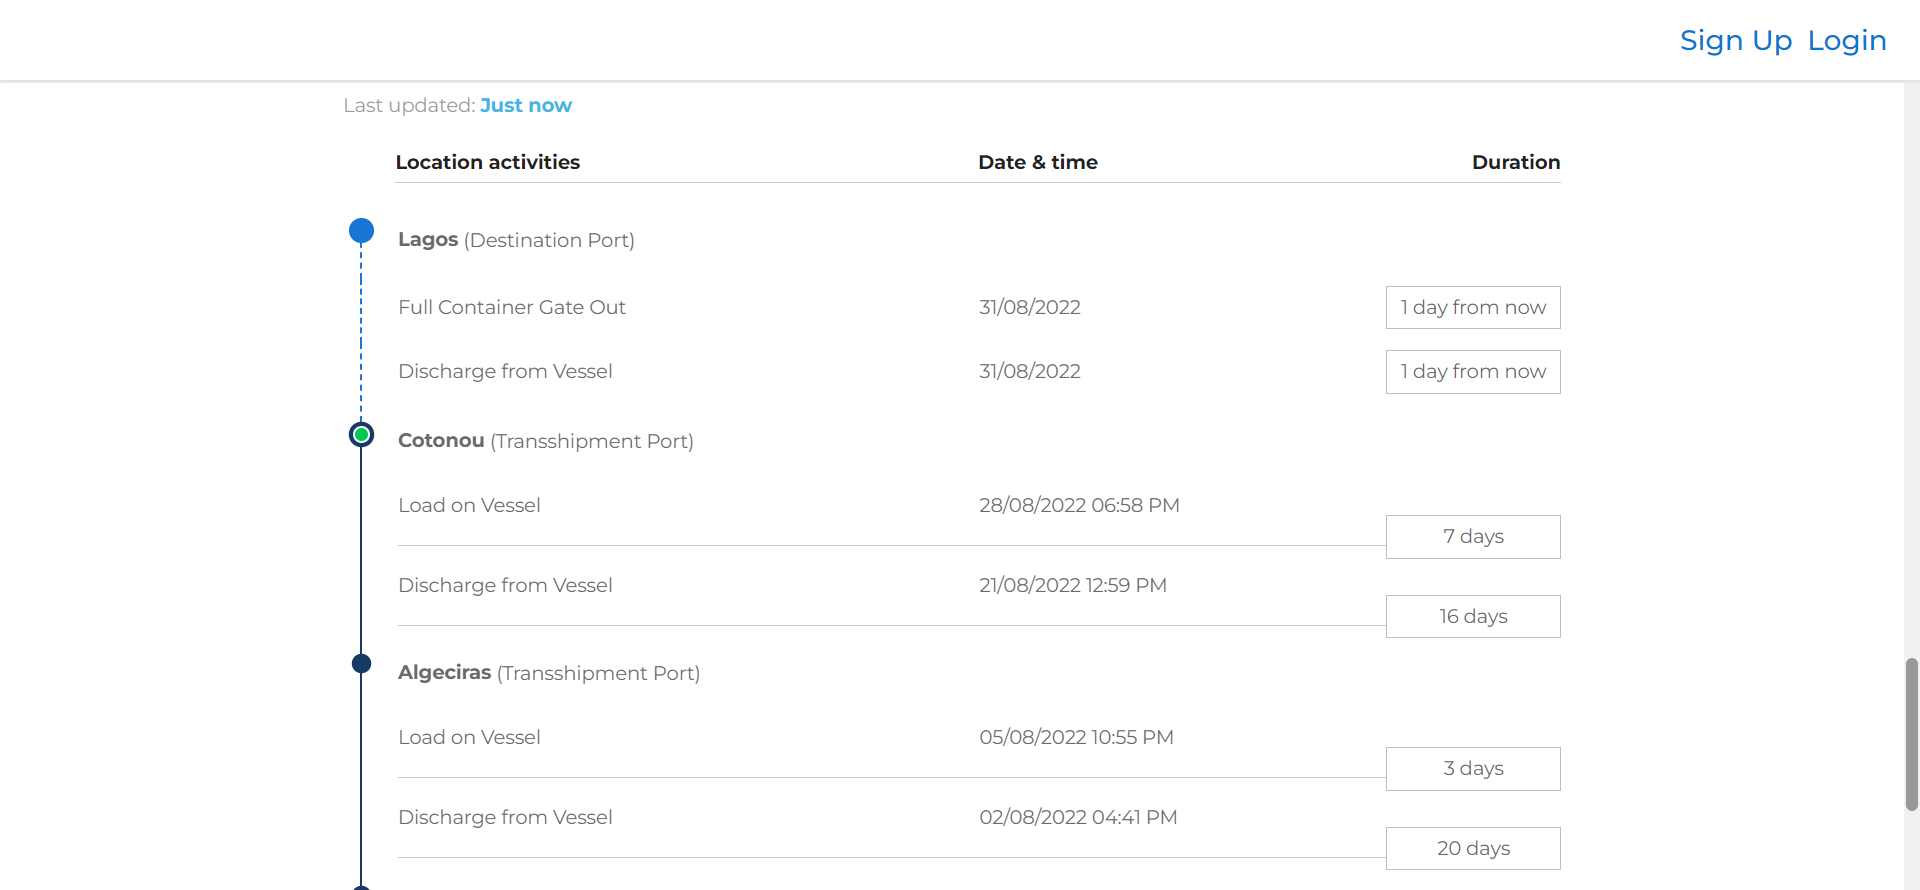 Sign Up Login
Last updated: Just now
Location activities Date & time Duration
Lagos (Destination Port)
Full Container Gate Out 31/08/2022 1 day from now
Discharge from Vessel 31/08/2022 1 day from now
Cotonou (Transshipment Port)
Load on Vessel 28/08/2022 06:58 PM
7 days
Discharge from Vessel 21/08/2022 12:59 PM
16 days
Algeciras (Transshipment Port)
Load on Vessel 05/08/2022 10:55 PM
3 days
Discharge from Vessel 02/08/2022 04:41 PM
20 days